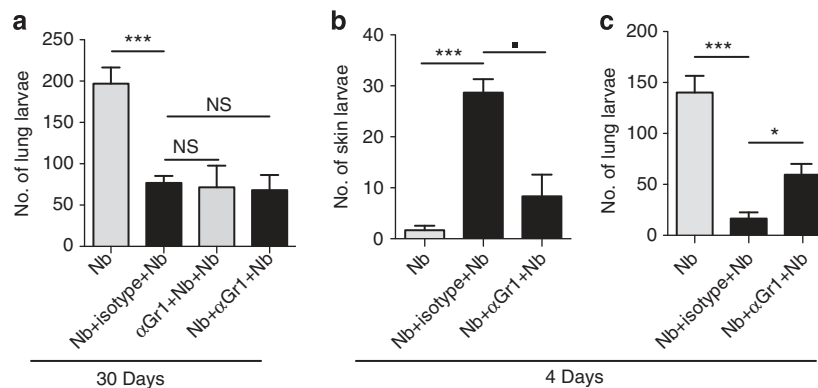 a
No. of lung larvae
250
200
150
100
50
0
***
NS
NS
Nb
Nb+isotype+Nb
αGr1+Nb+Nb
Nb+αGr1+Nb
30 Days
b
No. of skin larvae
40
30
20
10
0
***
▪
Nb
Nb+isotype+Nb
Nb+αGr1+Nb
c
No. of lung larvae
200
150
100
50
0
***
*
Nb
Nb+isotype+Nb
Nb+αGr1+Nb
4 Days